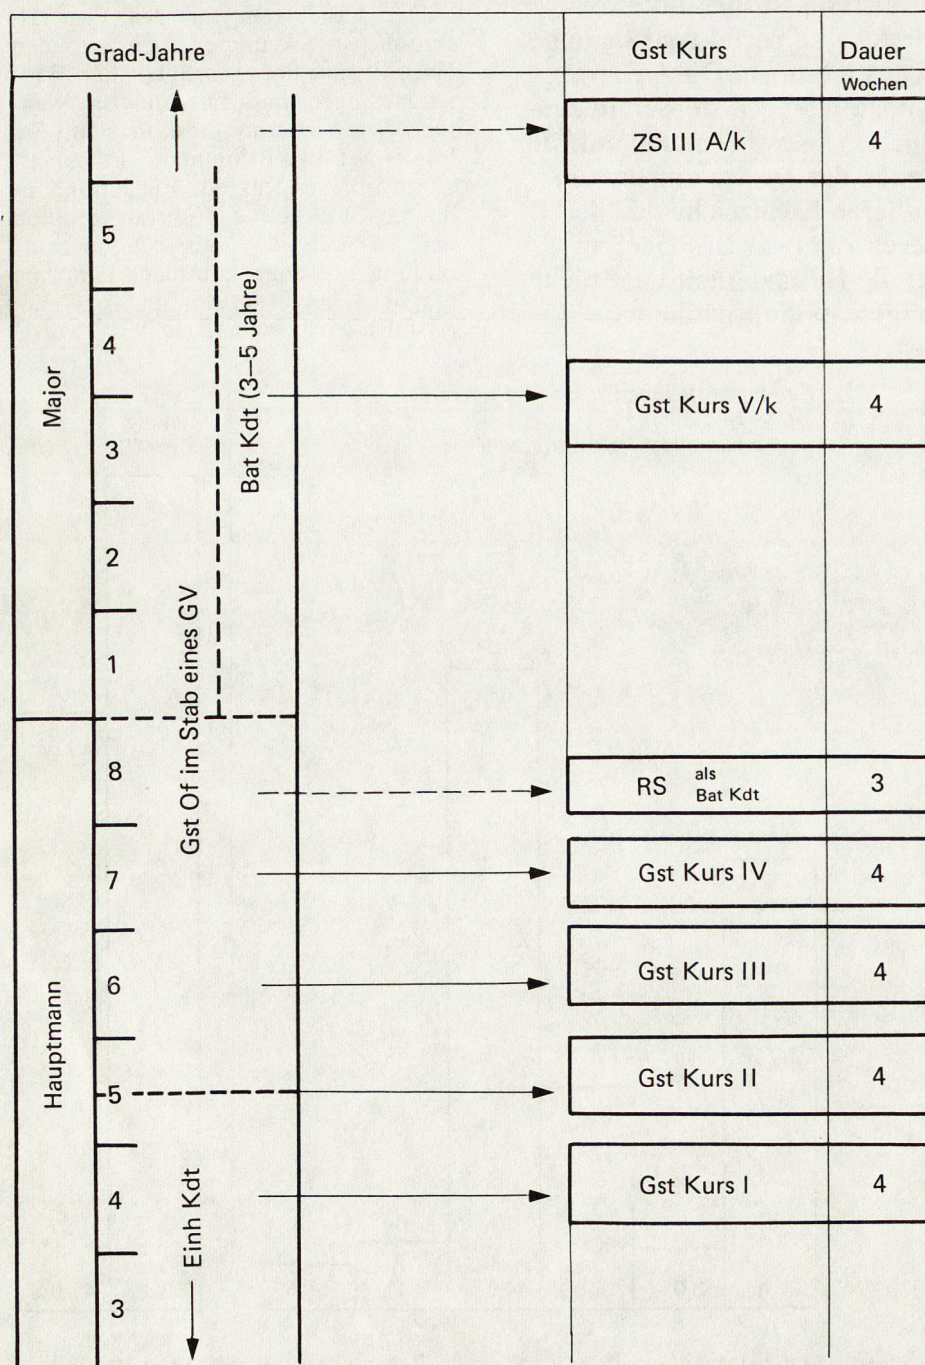 Grad-Jahre
Gst Kurs
Dauer
Wochen
ZS III A/k
4
5
4
3
2
1
Major
Bat Kdt (3–5 Jahre)
Gst Kurs V/k
4
Gst Of im Stab eines GV
8
7
6
5
4
3
Hauptmann
Einh Kdt
RS als Bat Kdt
3
Gst Kurs IV
4
Gst Kurs III
4
Gst Kurs II
4
Gst Kurs I
4